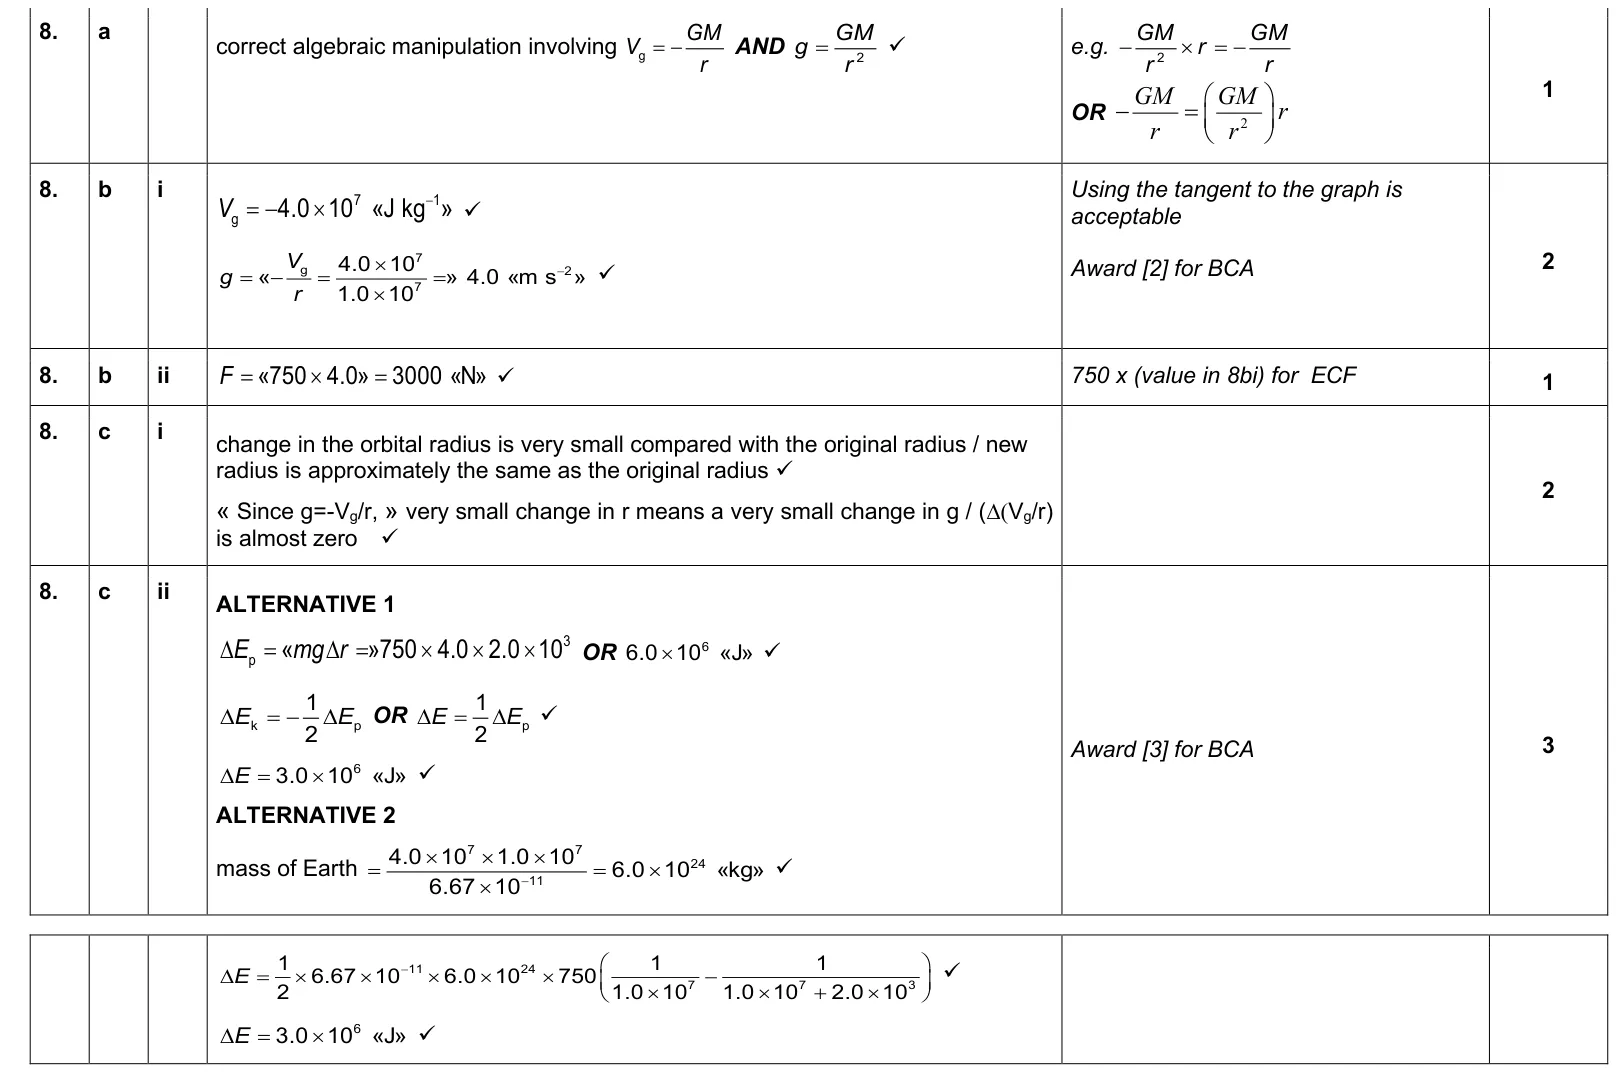 8. a correct algebraic manipulation involving V_g = −GM/r AND g = GM/r² ✓ e.g. −GM/r² × r = −GM/r
OR −GM/r = (GM/r²)r
1
8. b i V_g = −4.0 × 10⁷ «J kg⁻¹» ✓ Using the tangent to the graph is
acceptable
g = «−V_g/r = 4.0 × 10⁷/1.0 × 10⁷ =» 4.0 «m s⁻²» ✓ Award [2] for BCA
2
8. b ii F = «750 × 4.0» = 3000 «N» ✓ 750 x (value in 8bi) for ECF 1
8. c i change in the orbital radius is very small compared with the original radius / new
radius is approximately the same as the original radius ✓
2
« Since g=-V_g/r, » very small change in r means a very small change in g / (Δ(V_g/r)
is almost zero ✓
8. c ii ALTERNATIVE 1
ΔE_p = «mgΔr =»750 × 4.0 × 2.0 × 10³ OR 6.0 × 10⁶ «J» ✓
ΔE_k = −1/2 ΔE_p OR ΔE = 1/2 ΔE_p ✓
Award [3] for BCA 3
ΔE = 3.0 × 10⁶ «J» ✓
ALTERNATIVE 2
mass of Earth = 4.0 × 10⁷ × 1.0 × 10⁷/6.67 × 10⁻¹¹ = 6.0 × 10²⁴ «kg» ✓
ΔE = 1/2 × 6.67 × 10⁻¹¹ × 6.0 × 10²⁴ × 750(1/1.0 × 10⁷ − 1/1.0 × 10⁷ + 2.0 × 10³) ✓
ΔE = 3.0 × 10⁶ «J» ✓